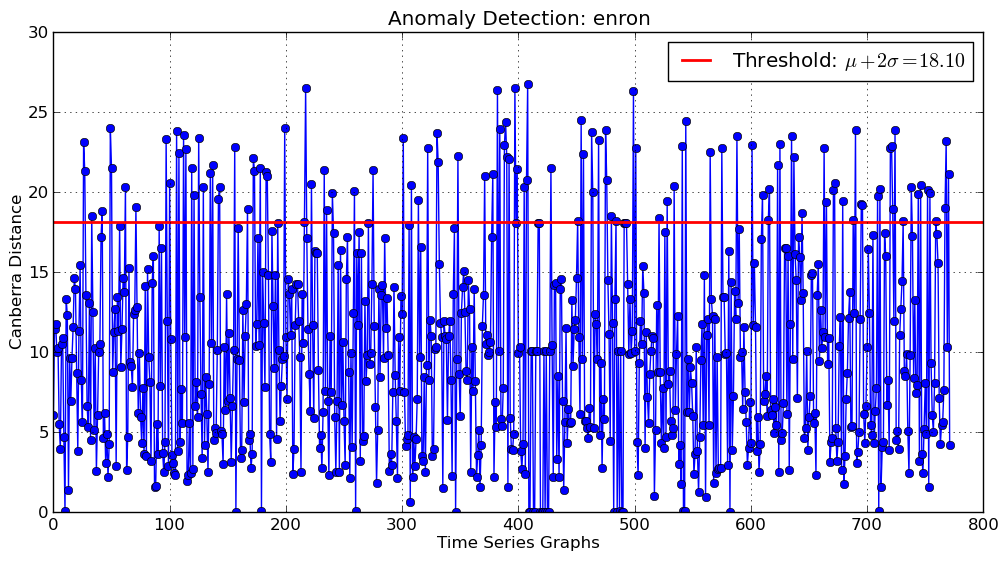 Anomaly Detection: enron
Threshold: μ + 2σ = 18.10
Canberra Distance
30
25
20
15
10
5
0
0 100 200 300 400 500 600 700 800
Time Series Graphs